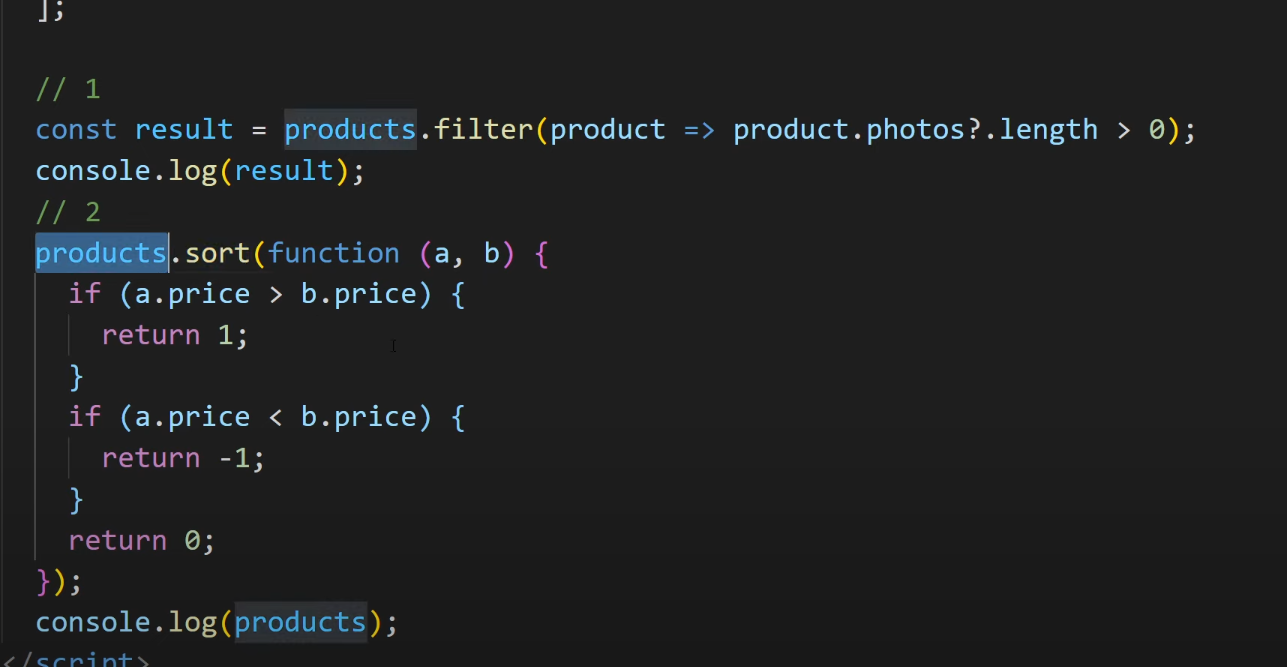 ];
// 1
const result = products.filter(product => product.photos?.length > 0);
console.log(result);
// 2
products.sort(function (a, b) {
  if (a.price > b.price) {
    return 1;
  }
  if (a.price < b.price) {
    return -1;
  }
  return 0;
});
console.log(products);
</script>